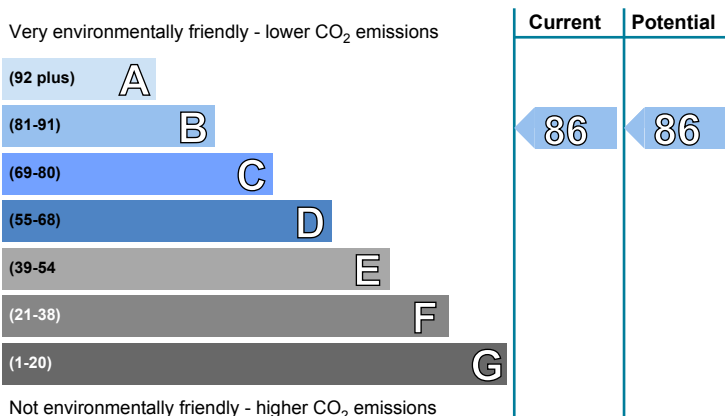 Very environmentally friendly - lower CO2 emissions
Current
Potential
(92 plus) A
(81-91) B
86
86
(69-80) C
(55-68) D
(39-54 E
(21-38) F
(1-20) G
Not environmentally friendly - higher CO2 emissions